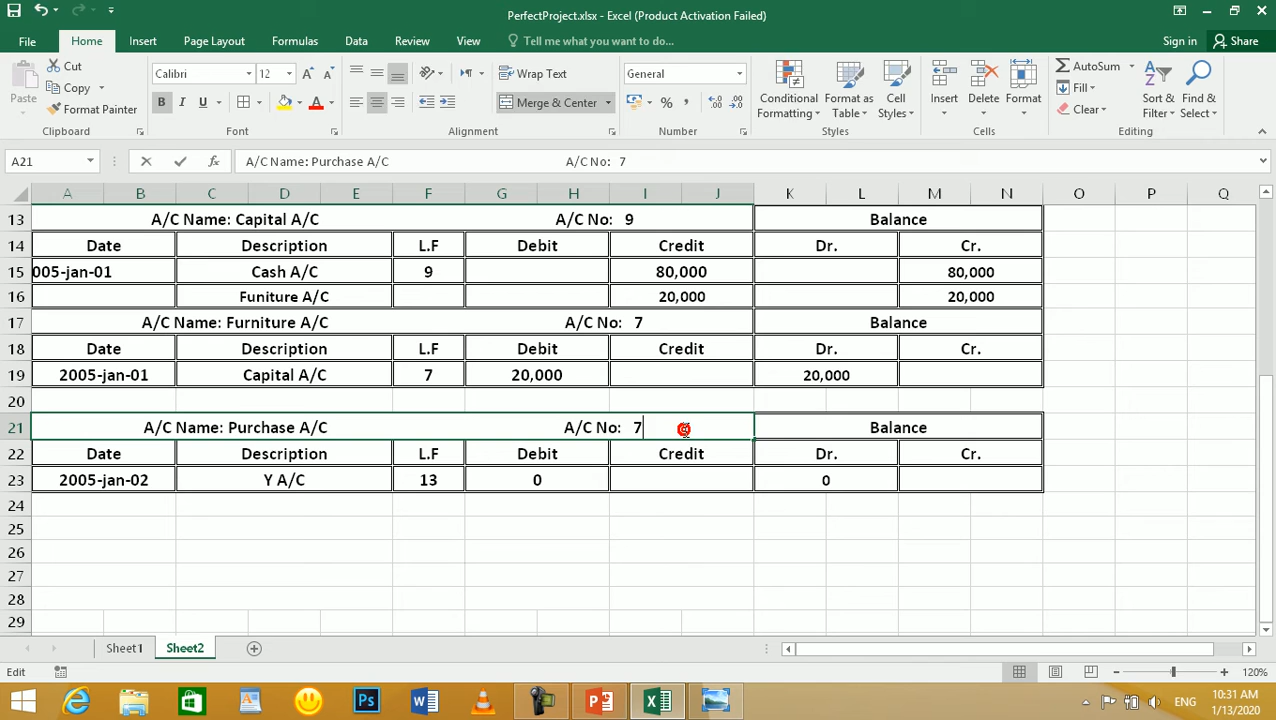 PerfectProject.xlsx - Excel (Product Activation Failed)
File Home Insert Page Layout Formulas Data Review View Tell me what you want to do... Sign in Share
Paste Cut Copy Format Painter Clipboard
Calibri 12 B I U A A A Font
Wrap Text Merge & Center Alignment
General % , Number
Conditional Formatting Format as Table Cell Styles Styles
Insert Delete Format Cells
AutoSum Fill Clear Sort & Filter Find & Select Editing
A21 fx A/C Name: Purchase A/C A/C No: 7
A B C D E F G H I J K L M N O P Q
13 A/C Name: Capital A/C A/C No: 9 Balance
14 Date Description L.F Debit Credit Dr. Cr.
15 005-jan-01 Cash A/C 9 80,000 80,000
16 Funiture A/C 20,000 20,000
17 A/C Name: Furniture A/C A/C No: 7 Balance
18 Date Description L.F Debit Credit Dr. Cr.
19 2005-jan-01 Capital A/C 7 20,000 20,000
20
21 A/C Name: Purchase A/C A/C No: 7 Balance
22 Date Description L.F Debit Credit Dr. Cr.
23 2005-jan-02 Y A/C 13 0 0
24
25
26
27
28
29
Sheet1 Sheet2
Edit 120%
ENG 10:31 AM
1/13/2020